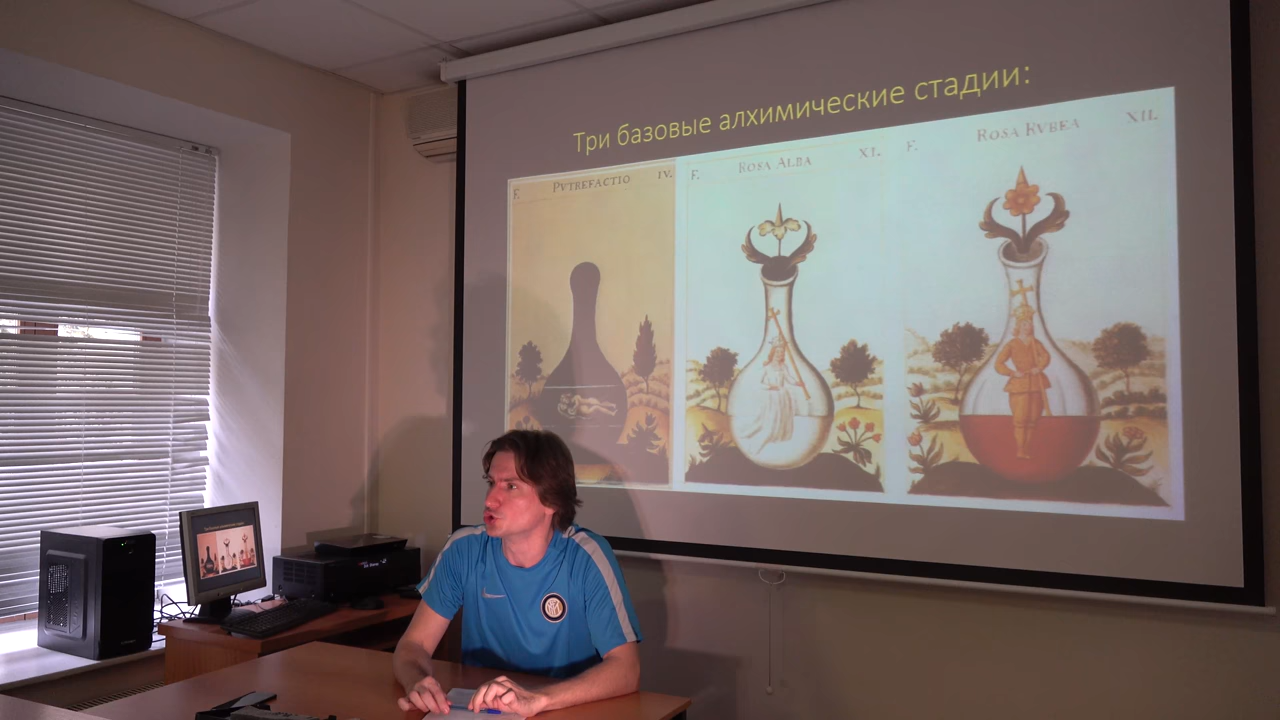 Три базовые алхимические стадии:
F. PVTREFACTIO IV.
F. ROSA ALBA XI.
F. ROSA RVBEA XII.